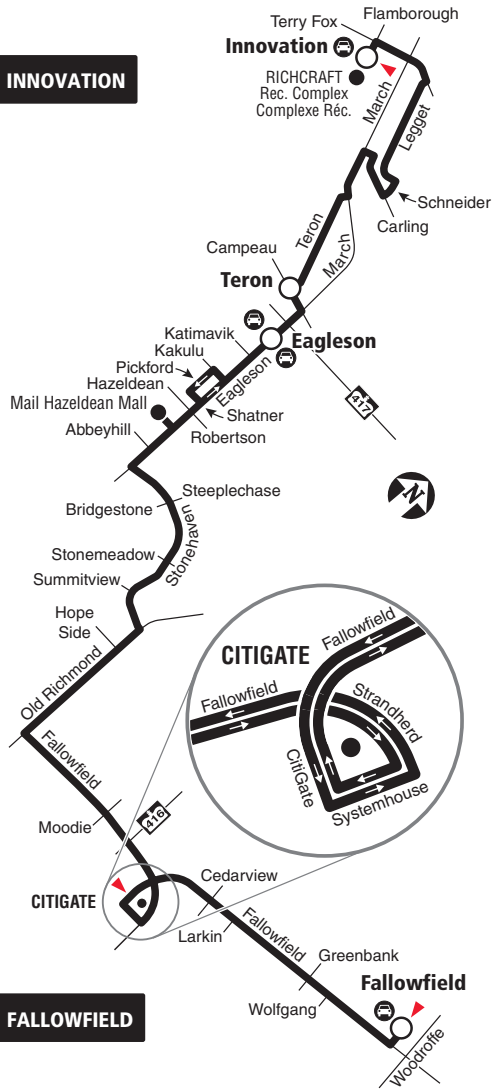 Flamborough
Terry Fox
Innovation
INNOVATION
RICHCRAFT
Rec. Complex
Complexe Réc.
March
Legget
Schneider
Carling
Teron
March
Campeau
Teron
Katimavik
Eagleson
Kakulu
Pickford
Eagleson
Hazeldean
417
Mail Hazeldean Mall
Shatner
Abbeyhill
Robertson
N
Steeplechase
Bridgestone
Stonehaven
Stonemeadow
Summitview
Hope
Side
Old Richmond
CITIGATE
Fallowfield
Fallowfield
Strandherd
CitiGate
Systemhouse
Fallowfield
Moodie
416
CITIGATE
Cedarview
Larkin
Fallowfield
Greenbank
Wolfgang
Fallowfield
FALLOWFIELD
Woodroffe